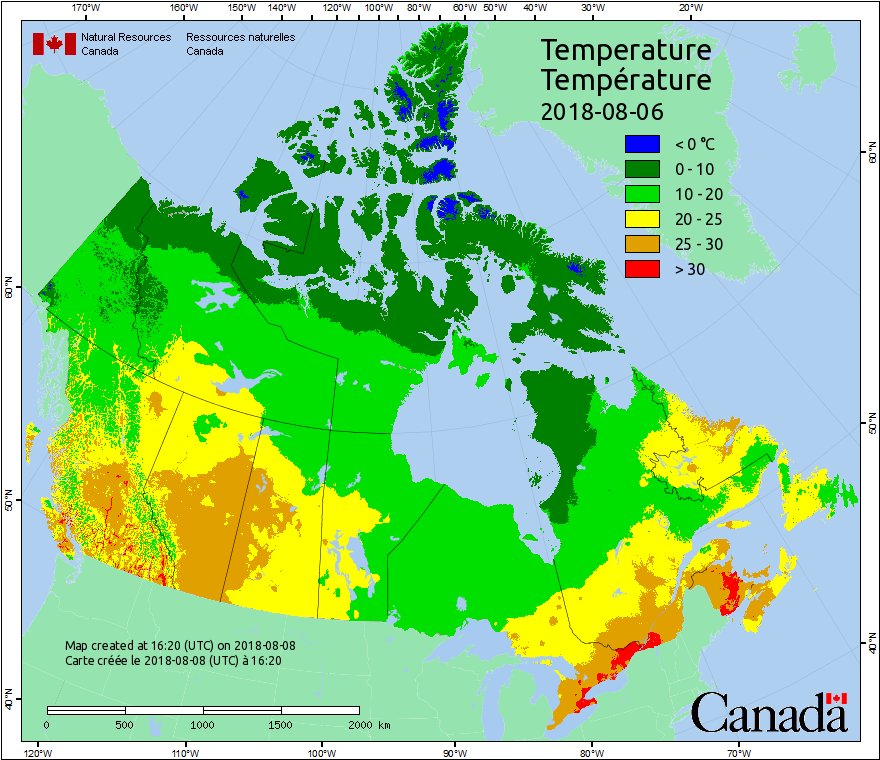 170°W 160°W 150°W 140°W 130°W 120°W 110°W 100°W 90°W 80°W 70°W 60°W 50°W 40°W 30°W 20°W
Natural Resources Ressources naturelles
Canada Canada
Temperature
Température
2018-08-06
< 0 °C
0 - 10
10 - 20
20 - 25
25 - 30
> 30
60°N
50°N
40°N
60°N
50°N
40°N
Map created at 16:20 (UTC) on 2018-08-08
Carte créée le 2018-08-08 (UTC) à 16:20
0 500 1000 1500 2000 km
Canada
120°W 110°W 100°W 90°W 80°W 70°W